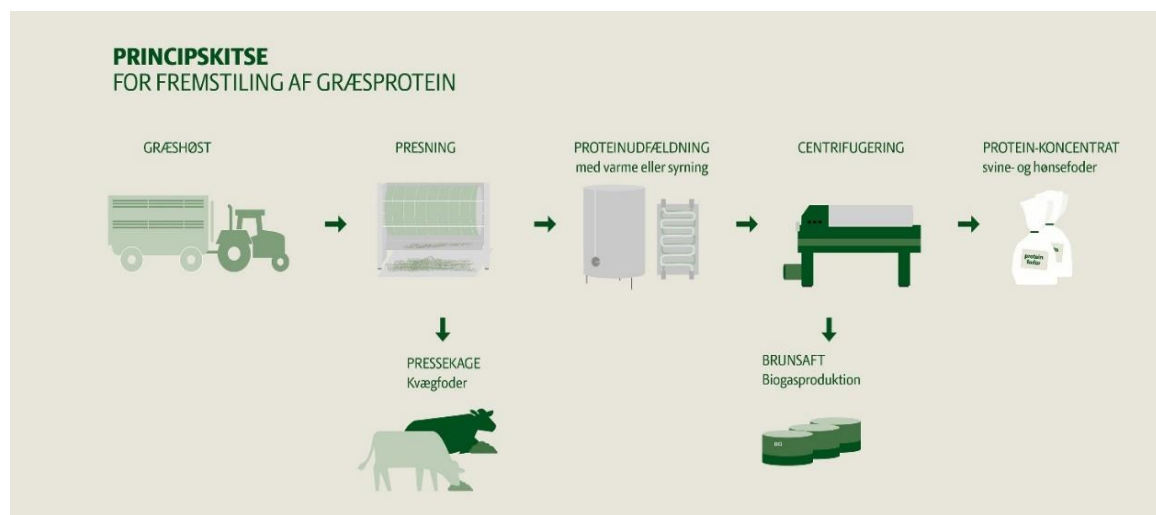 PRINCIPSKITSE
FOR FREMSTILING AF GRÆSPROTEIN
GRÆSHØST
PRESNING
PROTEINUDFÆLDNING
med varme eller syrning
CENTRIFUGERING
PROTEIN-KONCENTRAT
svine- og hønsefoder
protein
foder
PRESSEKAGE
Kvægfoder
BRUNSAFT
Biogasproduktion
BIO